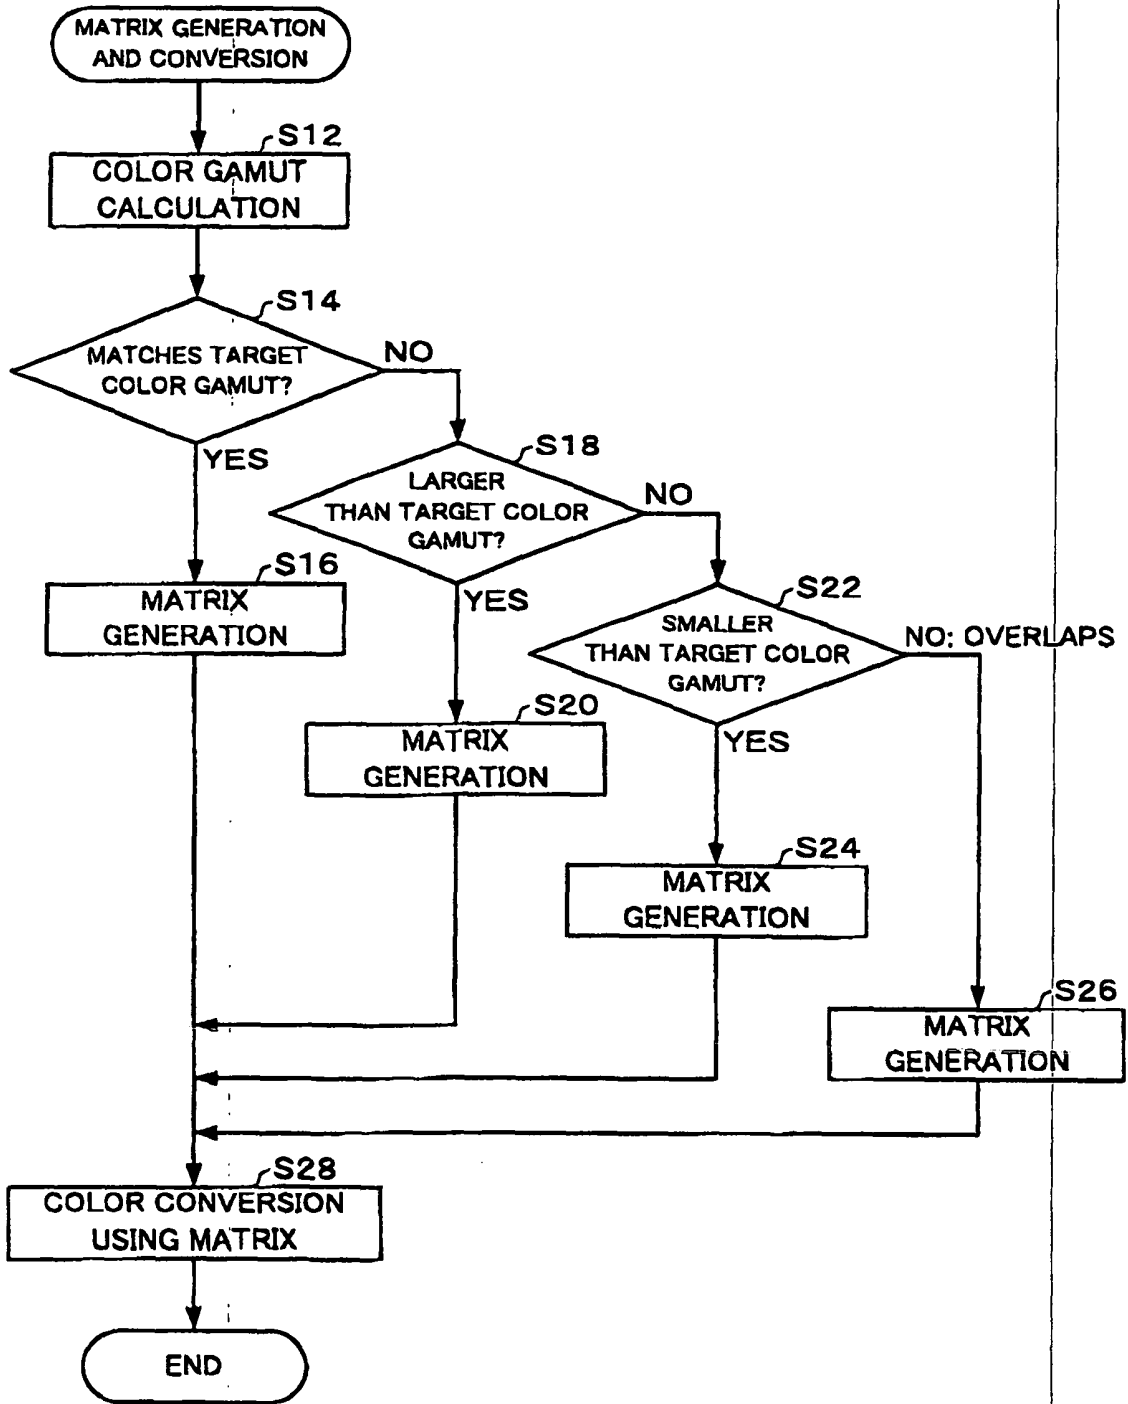 MATRIX GENERATION
AND CONVERSION
S12
COLOR GAMUT
CALCULATION
S14
MATCHES TARGET
COLOR GAMUT?
NO
YES
S18
LARGER
THAN TARGET COLOR
GAMUT?
NO
YES
S16
MATRIX
GENERATION
S22
SMALLER
THAN TARGET COLOR
GAMUT?
NO: OVERLAPS
YES
S20
MATRIX
GENERATION
S24
MATRIX
GENERATION
S26
MATRIX
GENERATION
S28
COLOR CONVERSION
USING MATRIX
END